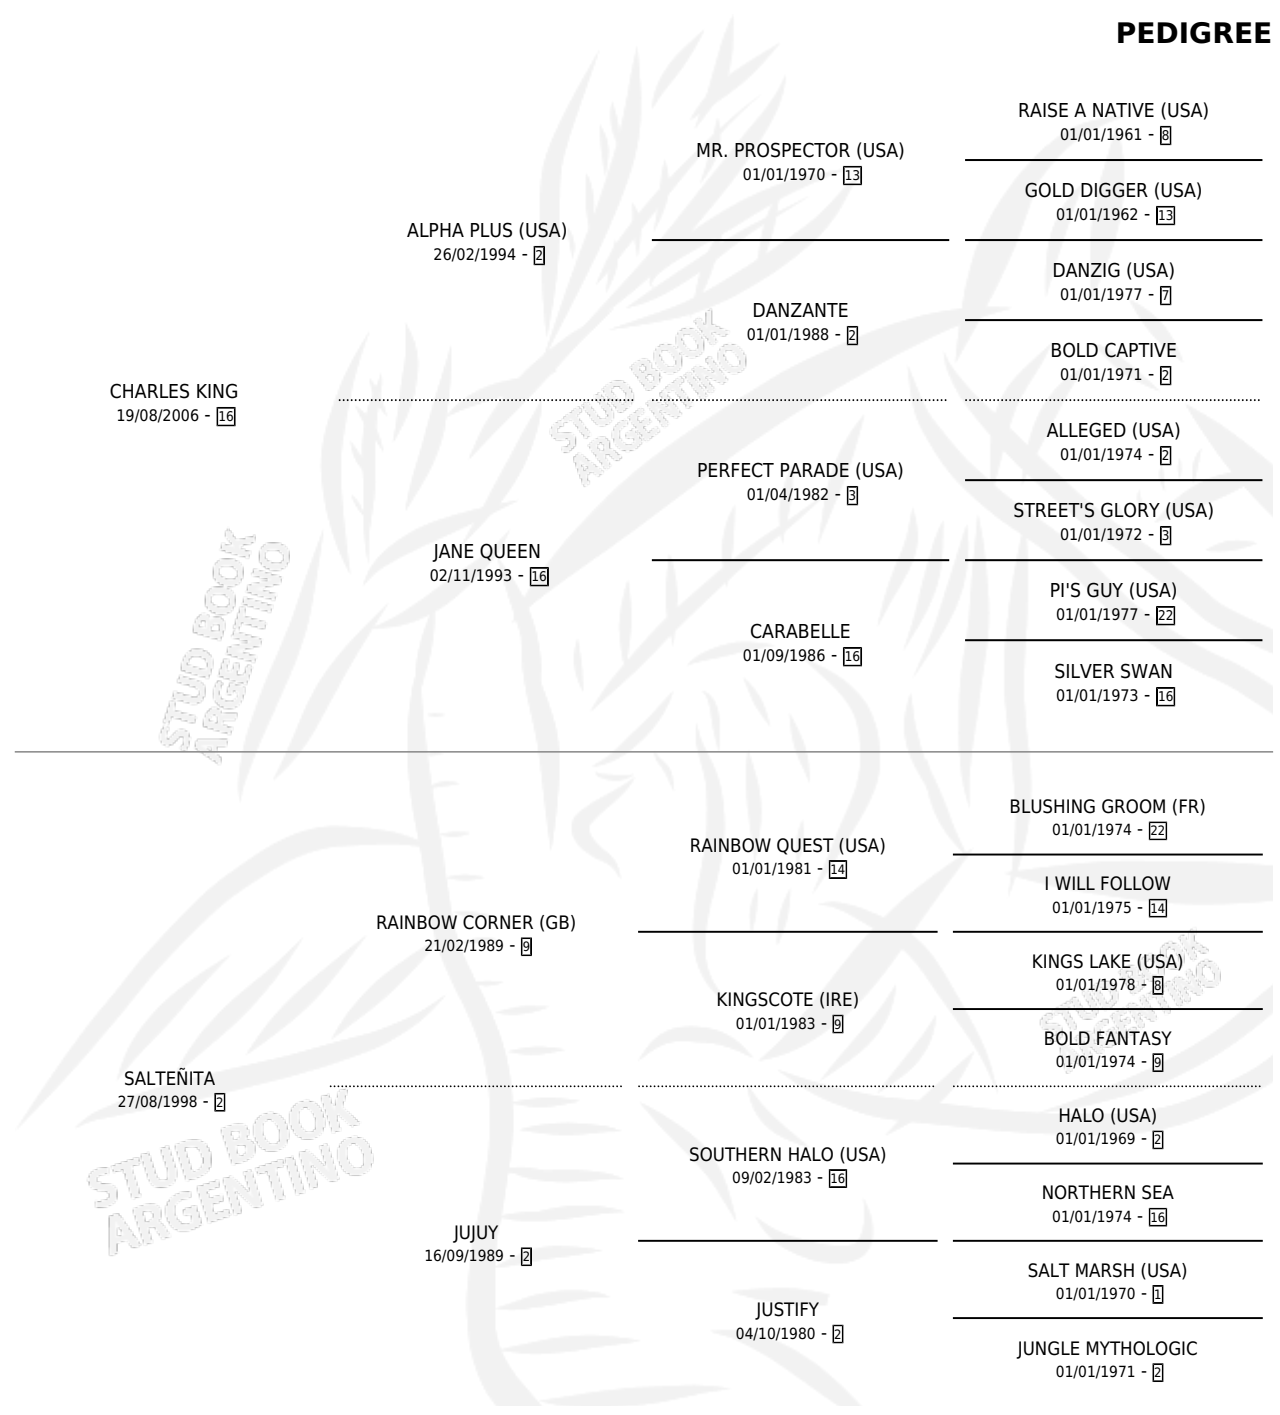 PEDIGREE
RAISE A NATIVE (USA)
01/01/1961 - 8
MR. PROSPECTOR (USA)
01/01/1970 - 13
GOLD DIGGER (USA)
01/01/1962 - 13
ALPHA PLUS (USA)
26/02/1994 - 2
DANZIG (USA)
01/01/1977 - 7
DANZANTE
01/01/1988 - 2
BOLD CAPTIVE
01/01/1971 - 2
CHARLES KING
19/08/2006 - 16
ALLEGED (USA)
01/01/1974 - 2
PERFECT PARADE (USA)
01/04/1982 - 3
STREET'S GLORY (USA)
01/01/1972 - 3
JANE QUEEN
02/11/1993 - 16
PI'S GUY (USA)
01/01/1977 - 22
CARABELLE
01/09/1986 - 16
SILVER SWAN
01/01/1973 - 16
BLUSHING GROOM (FR)
01/01/1974 - 22
RAINBOW QUEST (USA)
01/01/1981 - 14
I WILL FOLLOW
01/01/1975 - 14
RAINBOW CORNER (GB)
21/02/1989 - 9
KINGS LAKE (USA)
01/01/1978 - 8
KINGSCOTE (IRE)
01/01/1983 - 9
BOLD FANTASY
01/01/1974 - 9
SALTEÑITA
27/08/1998 - 2
HALO (USA)
01/01/1969 - 2
SOUTHERN HALO (USA)
09/02/1983 - 16
NORTHERN SEA
01/01/1974 - 16
JUJUY
16/09/1989 - 2
SALT MARSH (USA)
01/01/1970 - 1
JUSTIFY
04/10/1980 - 2
JUNGLE MYTHOLOGIC
01/01/1971 - 2
STUD BOOK
ARGENTINO
STUD BOOK
ARGENTINO
STUD BOOK
ARGENTINO
STUD BOOK
ARGENTINO